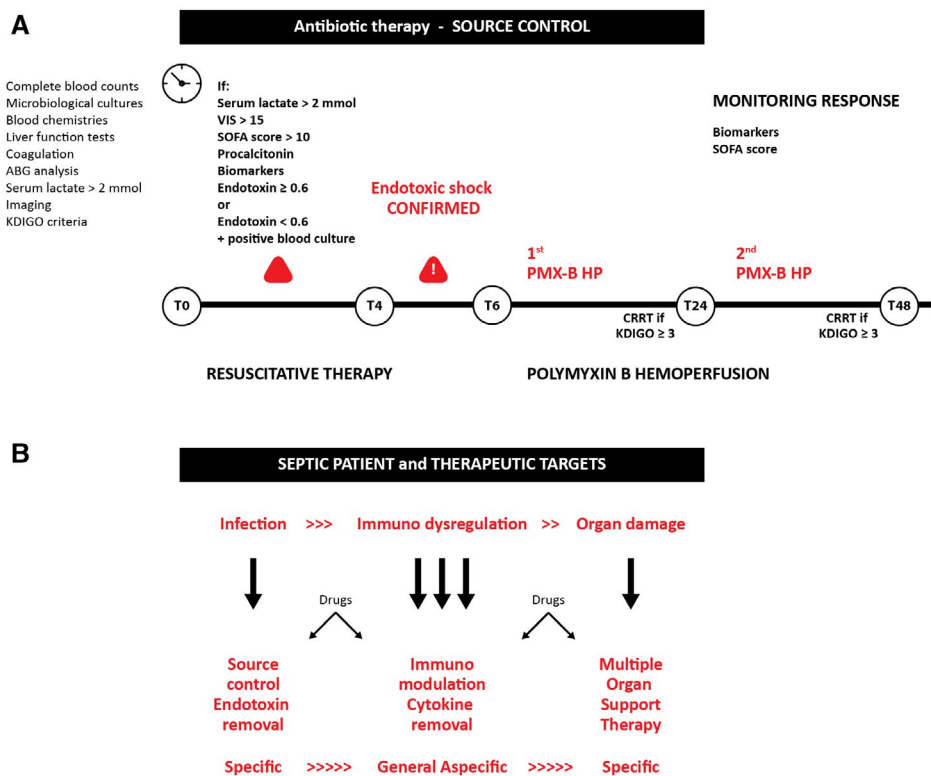 A
Antibiotic therapy - SOURCE CONTROL
Complete blood counts
Microbiological cultures
Blood chemistries
Liver function tests
Coagulation
ABG analysis
Serum lactate > 2 mmol
Imaging
KDIGO criteria
If:
Serum lactate > 2 mmol
VIS > 15
SOFA score > 10
Procalcitonin
Biomarkers
Endotoxin ≥ 0.6
or
Endotoxin < 0.6
+ positive blood culture
Endotoxic shock
CONFIRMED
MONITORING RESPONSE
Biomarkers
SOFA score
!
1st
PMX-B HP
2nd
PMX-B HP
T0
T4
T6
T24
T48
CRRT if
KDIGO ≥ 3
CRRT if
KDIGO ≥ 3
RESUSCITATIVE THERAPY
POLYMYXIN B HEMOPERFUSION
B
SEPTIC PATIENT and THERAPEUTIC TARGETS
Infection >>> Immuno dysregulation >> Organ damage
Drugs
Drugs
Source
control
Endotoxin
removal
Immuno
modulation
Cytokine
removal
Multiple
Organ
Support
Therapy
Specific >>>>> General Aspecific >>>>> Specific